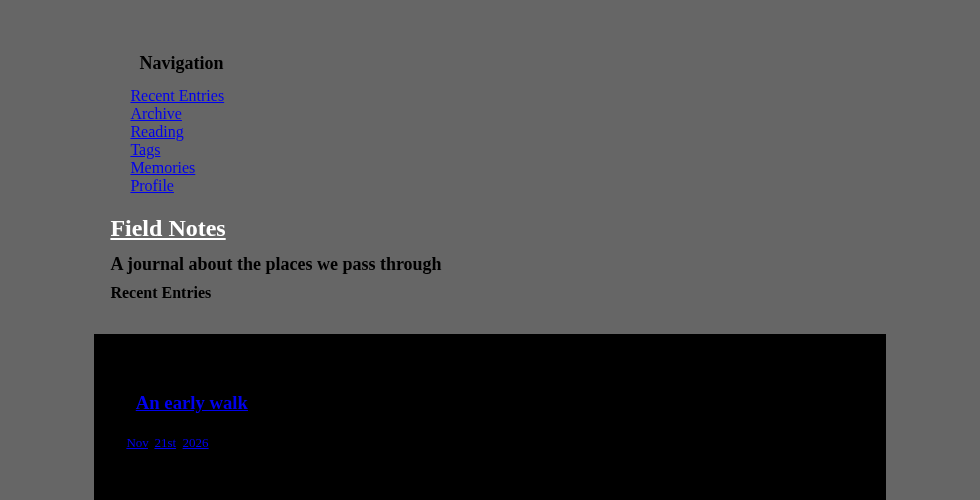 Navigation
Recent Entries
Archive
Reading
Tags
Memories
Profile
Field Notes
A journal about the places we pass through
Recent Entries
An early walk
Nov 21st 2026